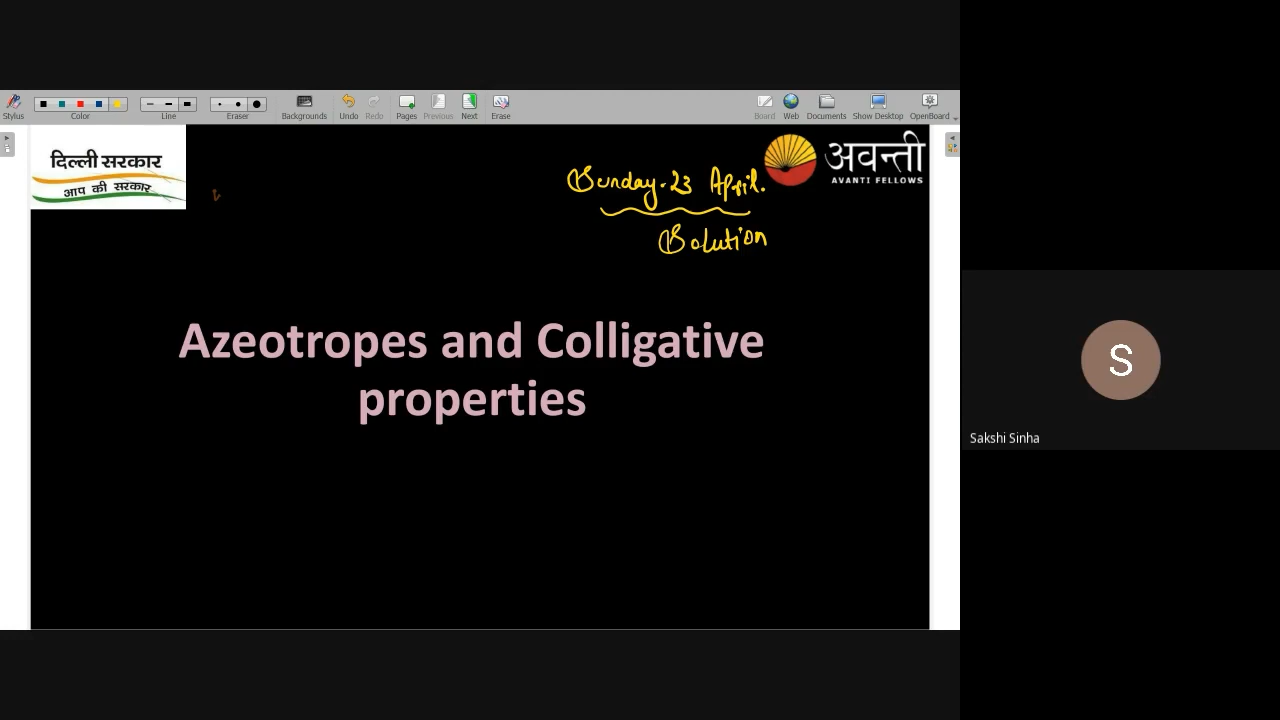 Stylus
Color
Line
Eraser
Backgrounds
Undo
Redo
Pages
Previous
Next
Erase
Board
Web
Documents
Show Desktop
OpenBoard
दिल्ली सरकार
आप की सरकार
अवन्ती
AVANTI FELLOWS
Sunday-23 April.
Solution
Azeotropes and Colligative
properties
S
Sakshi Sinha